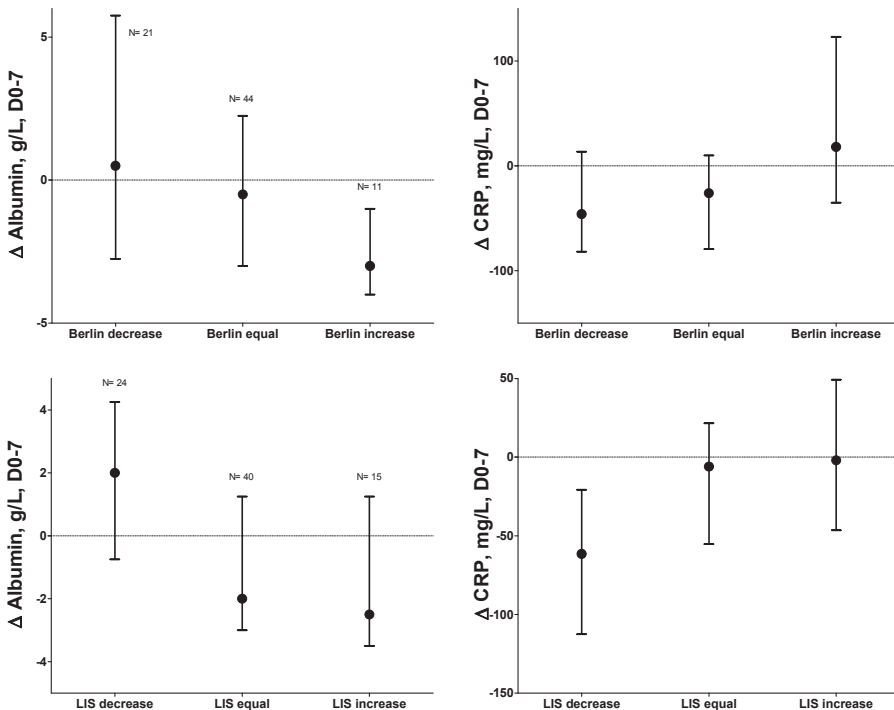 Δ Albumin, g/L, D0-7
5
0
-5
N= 21
N= 44
N= 11
Berlin decrease Berlin equal Berlin increase
Δ CRP, mg/L, D0-7
100
0
-100
Berlin decrease Berlin equal Berlin increase
Δ Albumin, g/L, D0-7
4
2
0
-2
-4
N= 24
N= 40
N= 15
LIS decrease LIS equal LIS increase
Δ CRP, mg/L, D0-7
50
0
-50
-100
-150
LIS decrease LIS equal LIS increase